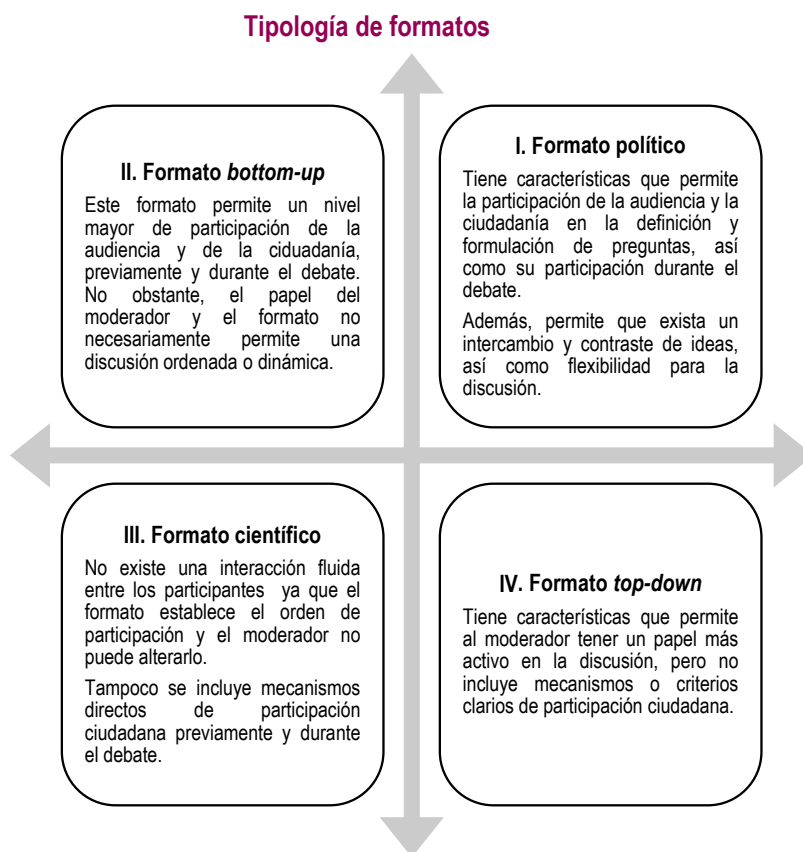 Tipología de formatos
II. Formato bottom-up
Este formato permite un nivel
mayor de participación de la
audiencia y de la ciduadanía,
previamente y durante el debate.
No obstante, el papel del
moderador y el formato no
necesariamente permite una
discusión ordenada o dinámica.
I. Formato político
Tiene características que permite
la participación de la audiencia y la
ciudadanía en la definición y
formulación de preguntas, así
como su participación durante el
debate.
Además, permite que exista un
intercambio y contraste de ideas,
así como flexibilidad para la
discusión.
III. Formato científico
No existe una interacción fluida
entre los participantes ya que el
formato establece el orden de
participación y el moderador no
puede alterarlo.
Tampoco se incluye mecanismos
directos de participación
ciudadana previamente y durante
el debate.
IV. Formato top-down
Tiene características que permite
al moderador tener un papel más
activo en la discusión, pero no
incluye mecanismos o criterios
clarios de participación ciudadana.